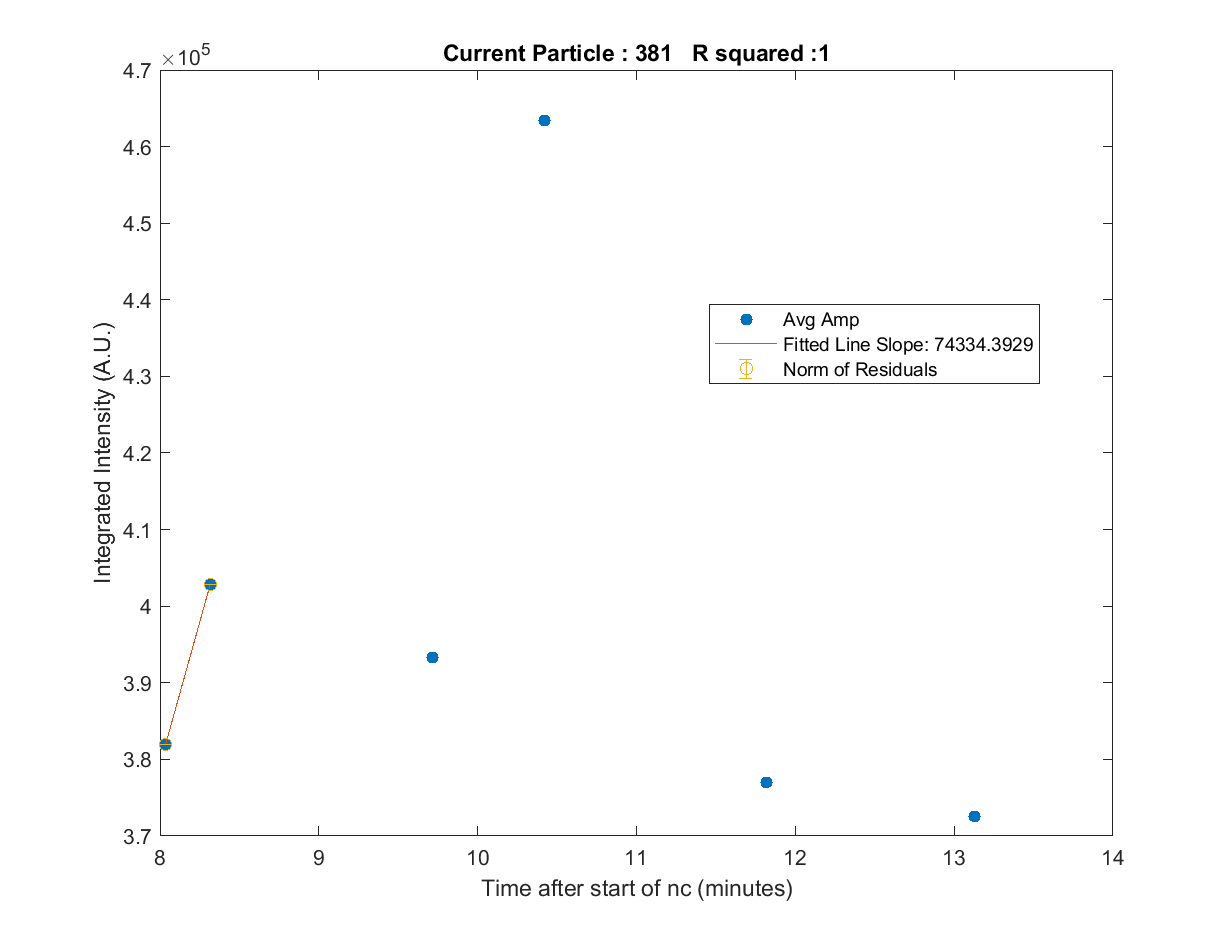 Current Particle : 381 R squared :1
×10^5
4.7
4.6
4.5
4.4
4.3
4.2
4.1
4
3.9
3.8
3.7
Integrated Intensity (A.U.)
Avg Amp
Fitted Line Slope: 74334.3929
Norm of Residuals
8 9 10 11 12 13 14
Time after start of nc (minutes)